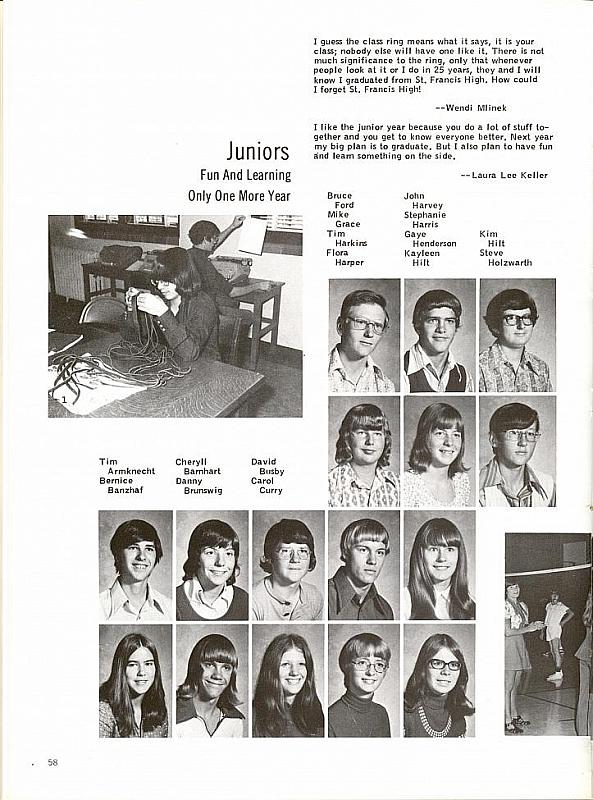 I guess the class ring means what it says, it is your
class; nobody else will have one like it. There is not
much significance to the ring, only that whenever
people look at it or I do in 25 years, they and I will
know I graduated from St. Francis High. How could
I forget St. Francis High!
--Wendi Mlinek
I like the junior year because you do a lot of stuff to-
gether and you get to know everyone better. Next year
my big plan is to graduate. But I also plan to have fun
and learn something on the side.
--Laura Lee Keller
Juniors
Fun And Learning
Only One More Year
Bruce
Ford
Mike
Grace
Tim
Harkins
Flora
Harper
John
Harvey
Stephanie
Harris
Gaye
Henderson
Kayleen
Hilt
Kim
Hilt
Steve
Holzwarth
1
Tim
Armknecht
Bernice
Banzhaf
Cheryll
Barnhart
Danny
Brunswig
David
Busby
Carol
Curry
58